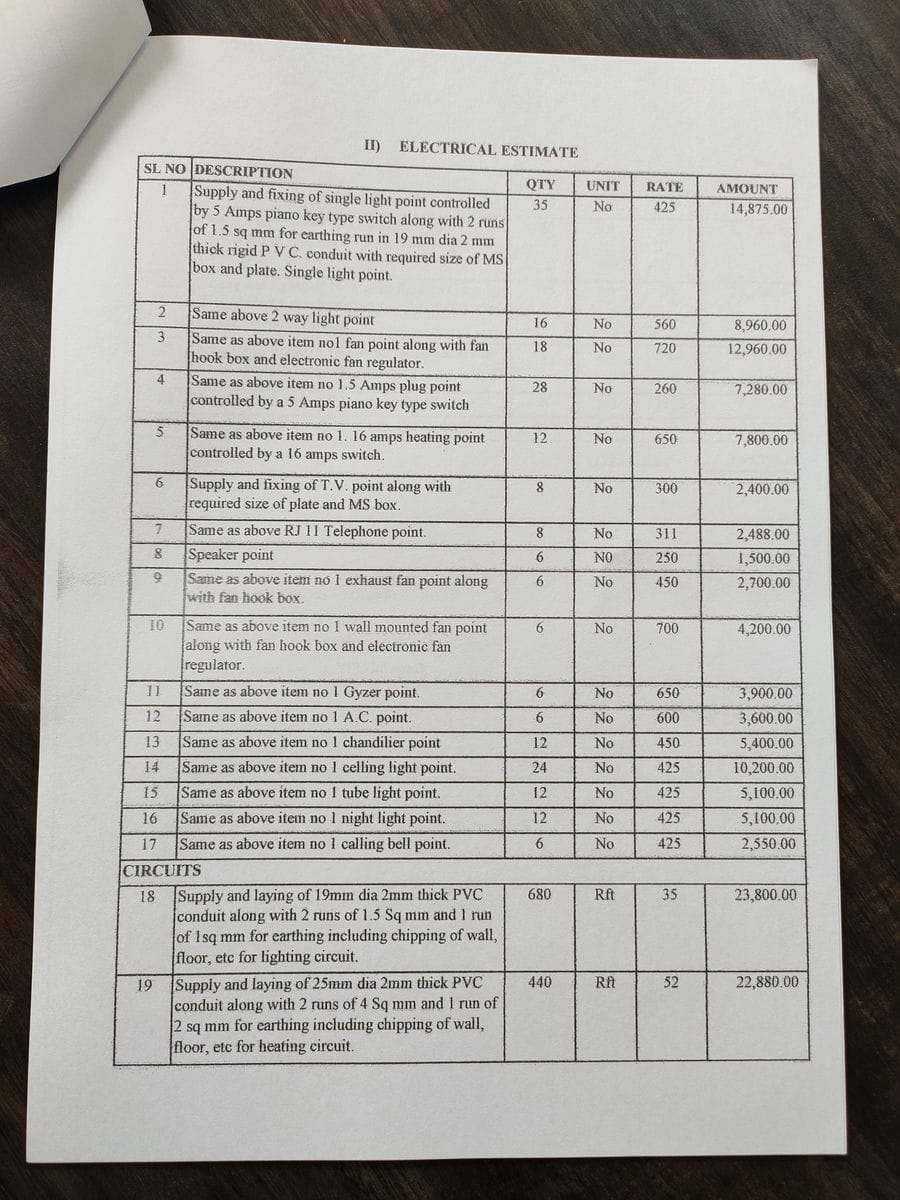 II) ELECTRICAL ESTIMATE
SL NO DESCRIPTION QTY UNIT RATE AMOUNT
1 Supply and fixing of single light point controlled 35 No 425 14,875.00
by 5 Amps piano key type switch along with 2 runs
of 1.5 sq mm for earthing run in 19 mm dia 2 mm
thick rigid P V C. conduit with required size of MS
box and plate. Single light point.
2 Same above 2 way light point 16 No 560 8,960.00
3 Same as above item no1 fan point along with fan 18 No 720 12,960.00
hook box and electronic fan regulator.
4 Same as above item no 1.5 Amps plug point 28 No 260 7,280.00
controlled by a 5 Amps piano key type switch
5 Same as above item no 1. 16 amps heating point 12 No 650 7,800.00
controlled by a 16 amps switch.
6 Supply and fixing of T.V. point along with 8 No 300 2,400.00
required size of plate and MS box.
7 Same as above RJ 11 Telephone point. 8 No 311 2,488.00
8 Speaker point 6 NO 250 1,500.00
9 Same as above item no 1 exhaust fan point along 6 No 450 2,700.00
with fan hook box.
10 Same as above item no 1 wall mounted fan point 6 No 700 4,200.00
along with fan hook box and electronic fan
regulator.
11 Same as above item no 1 Gyzer point. 6 No 650 3,900.00
12 Same as above item no 1 A.C. point. 6 No 600 3,600.00
13 Same as above item no 1 chandilier point 12 No 450 5,400.00
14 Same as above item no 1 celling light point. 24 No 425 10,200.00
15 Same as above item no 1 tube light point. 12 No 425 5,100.00
16 Same as above item no 1 night light point. 12 No 425 5,100.00
17 Same as above item no 1 calling bell point. 6 No 425 2,550.00
CIRCUITS
18 Supply and laying of 19mm dia 2mm thick PVC 680 Rft 35 23,800.00
conduit along with 2 runs of 1.5 Sq mm and 1 run
of 1sq mm for earthing including chipping of wall,
floor, etc for lighting circuit.
19 Supply and laying of 25mm dia 2mm thick PVC 440 Rft 52 22,880.00
conduit along with 2 runs of 4 Sq mm and 1 run of
2 sq mm for earthing including chipping of wall,
floor, etc for heating circuit.